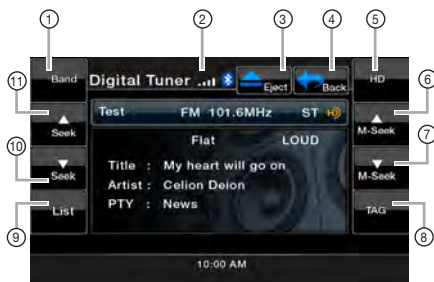 ① ② ③ ④ ⑤
Band Digital Tuner Eject Back HD
⑪ ⑥
Test FM 101.6MHz ST HD
Seek M-Seek
Flat LOUD
⑩ ⑦
Title : My heart will go on
Seek M-Seek
Artist : Celion Deion
PTY : News
List TAG
⑨ ⑧
10:00 AM